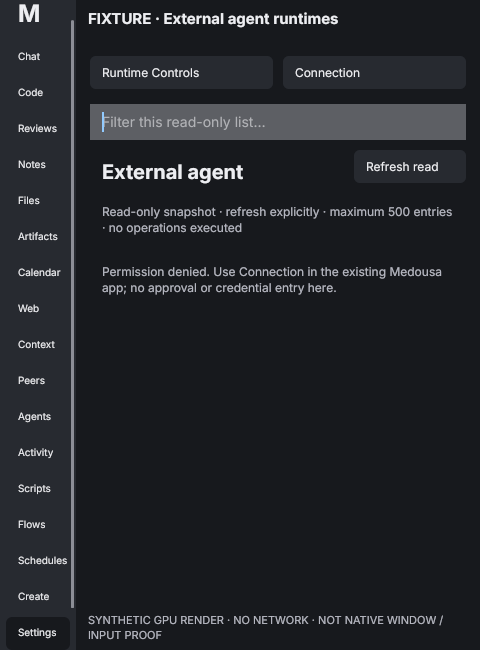 M
Chat
Code
Reviews
Notes
Files
Artifacts
Calendar
Web
Context
Peers
Agents
Activity
Scripts
Flows
Schedules
Create
Settings
FIXTURE · External agent runtimes
Runtime Controls
Connection
Filter this read-only list...
External agent
Refresh read
Read-only snapshot · refresh explicitly · maximum 500 entries
· no operations executed
Permission denied. Use Connection in the existing Medousa
app; no approval or credential entry here.
SYNTHETIC GPU RENDER · NO NETWORK · NOT NATIVE WINDOW /
INPUT PROOF